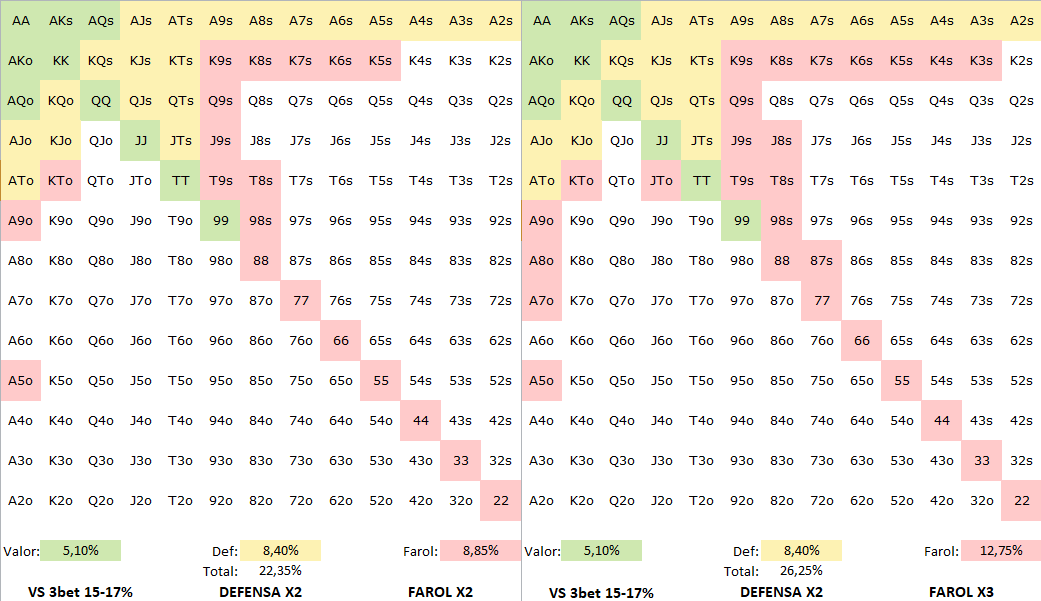 AA AKs AQs AJs ATs A9s A8s A7s A6s A5s A4s A3s A2s AA AKs AQs AJs ATs A9s A8s A7s A6s A5s A4s A3s A2s
AKo KK KQs KJs KTs K9s K8s K7s K6s K5s K4s K3s K2s AKo KK KQs KJs KTs K9s K8s K7s K6s K5s K4s K3s K2s
AQo KQo QQ QJs QTs Q9s Q8s Q7s Q6s Q5s Q4s Q3s Q2s AQo KQo QQ QJs QTs Q9s Q8s Q7s Q6s Q5s Q4s Q3s Q2s
AJo KJo QJo JJ JTs J9s J8s J7s J6s J5s J4s J3s J2s AJo KJo QJo JJ JTs J9s J8s J7s J6s J5s J4s J3s J2s
ATo KTo QTo JTo TT T9s T8s T7s T6s T5s T4s T3s T2s ATo KTo QTo JTo TT T9s T8s T7s T6s T5s T4s T3s T2s
A9o K9o Q9o J9o T9o 99 98s 97s 96s 95s 94s 93s 92s A9o K9o Q9o J9o T9o 99 98s 97s 96s 95s 94s 93s 92s
A8o K8o Q8o J8o T8o 98o 88 87s 86s 85s 84s 83s 82s A8o K8o Q8o J8o T8o 98o 88 87s 86s 85s 84s 83s 82s
A7o K7o Q7o J7o T7o 97o 87o 77 76s 75s 74s 73s 72s A7o K7o Q7o J7o T7o 97o 87o 77 76s 75s 74s 73s 72s
A6o K6o Q6o J6o T6o 96o 86o 76o 66 65s 64s 63s 62s A6o K6o Q6o J6o T6o 96o 86o 76o 66 65s 64s 63s 62s
A5o K5o Q5o J5o T5o 95o 85o 75o 65o 55 54s 53s 52s A5o K5o Q5o J5o T5o 95o 85o 75o 65o 55 54s 53s 52s
A4o K4o Q4o J4o T4o 94o 84o 74o 64o 54o 44 43s 42s A4o K4o Q4o J4o T4o 94o 84o 74o 64o 54o 44 43s 42s
A3o K3o Q3o J3o T3o 93o 83o 73o 63o 53o 43o 33 32s A3o K3o Q3o J3o T3o 93o 83o 73o 63o 53o 43o 33 32s
A2o K2o Q2o J2o T2o 92o 82o 72o 62o 52o 42o 32o 22 A2o K2o Q2o J2o T2o 92o 82o 72o 62o 52o 42o 32o 22
Valor: 5,10% Def: 8,40% Farol: 8,85% Valor: 5,10% Def: 8,40% Farol: 12,75%
Total: 22,35% Total: 26,25%
VS 3bet 15-17% DEFENSA X2 FAROL X2 VS 3bet 15-17% DEFENSA X2 FAROL X3